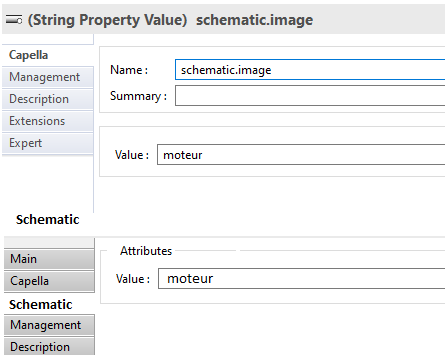 (String Property Value) schematic.image
Capella
Management
Description
Extensions
Expert
Name : schematic.image
Summary :
Value : moteur
Schematic
Main
Capella
Schematic
Management
Description
Attributes
Value : moteur